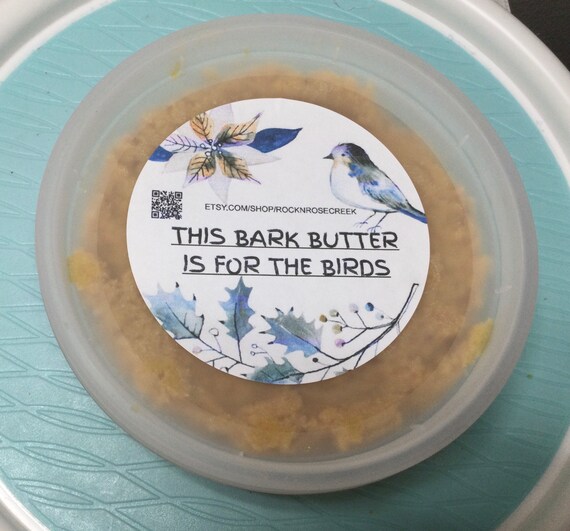 ETSY.COM/SHOP/ROCKNROSECREEK
THIS BARK BUTTER
IS FOR THE BIRDS